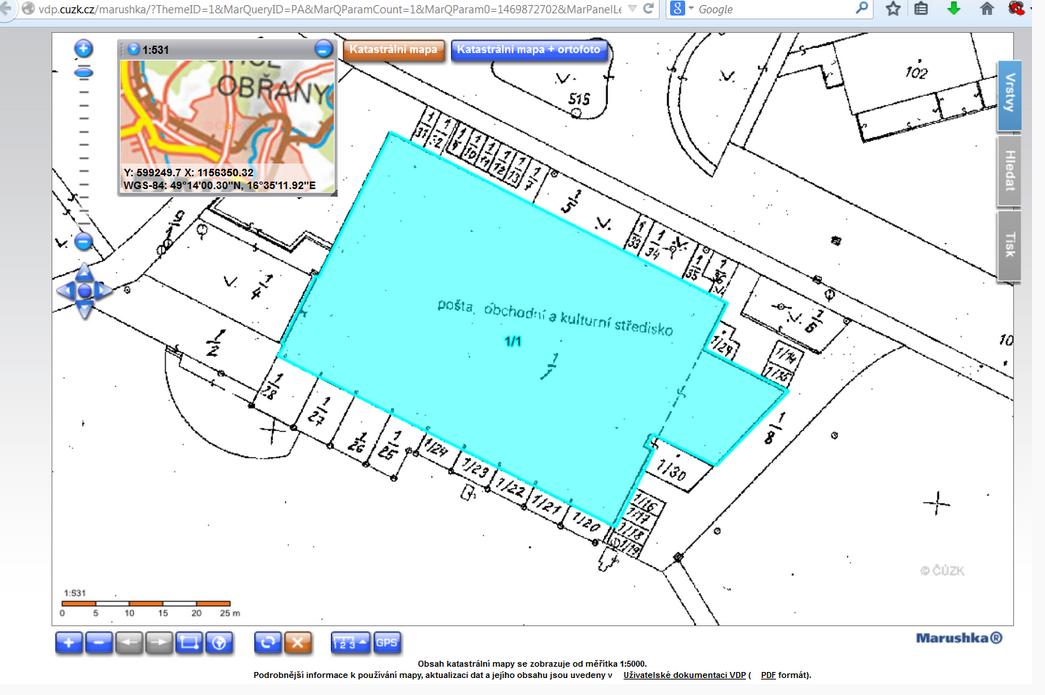 vdp.cuzk.cz/marushka/?ThemeID=1&MarQueryID=PA&MarQParamCount=1&MarQParam0=1469872702&MarPanelLe
Google
1:531
Katastrální mapa
Katastrální mapa + ortofoto
OBŘANY
Y: 599249.7 X: 1156350.32
WGS-84: 49°14'00.30"N, 16°35'11.92"E
Vrstvy
Hledat
Tisk
515
102
1/31
1/32
1/9
1/10
1/11
1/12
1/13
1/7
1/5
1/33
1/34
1/35
1/36
1/4
1/2
1/6
pošta, obchodní a kulturní středisko
1/1
1/1
1/29
1/14
1/15
1/8
10
1/28
1/27
1/26
1/25
1/24
1/23
1/22
1/21
1/20
1/30
1/16
1/17
1/18
1/19
© ČÚZK
1:531
0 5 10 15 20 25 m
1 2 3
GPS
Marushka®
Obsah katastrální mapy se zobrazuje od měřítka 1:5000.
Podrobnější informace k používání mapy, aktualizaci dat a jejího obsahu jsou uvedeny v Uživatelské dokumentaci VDP ( PDF formát).